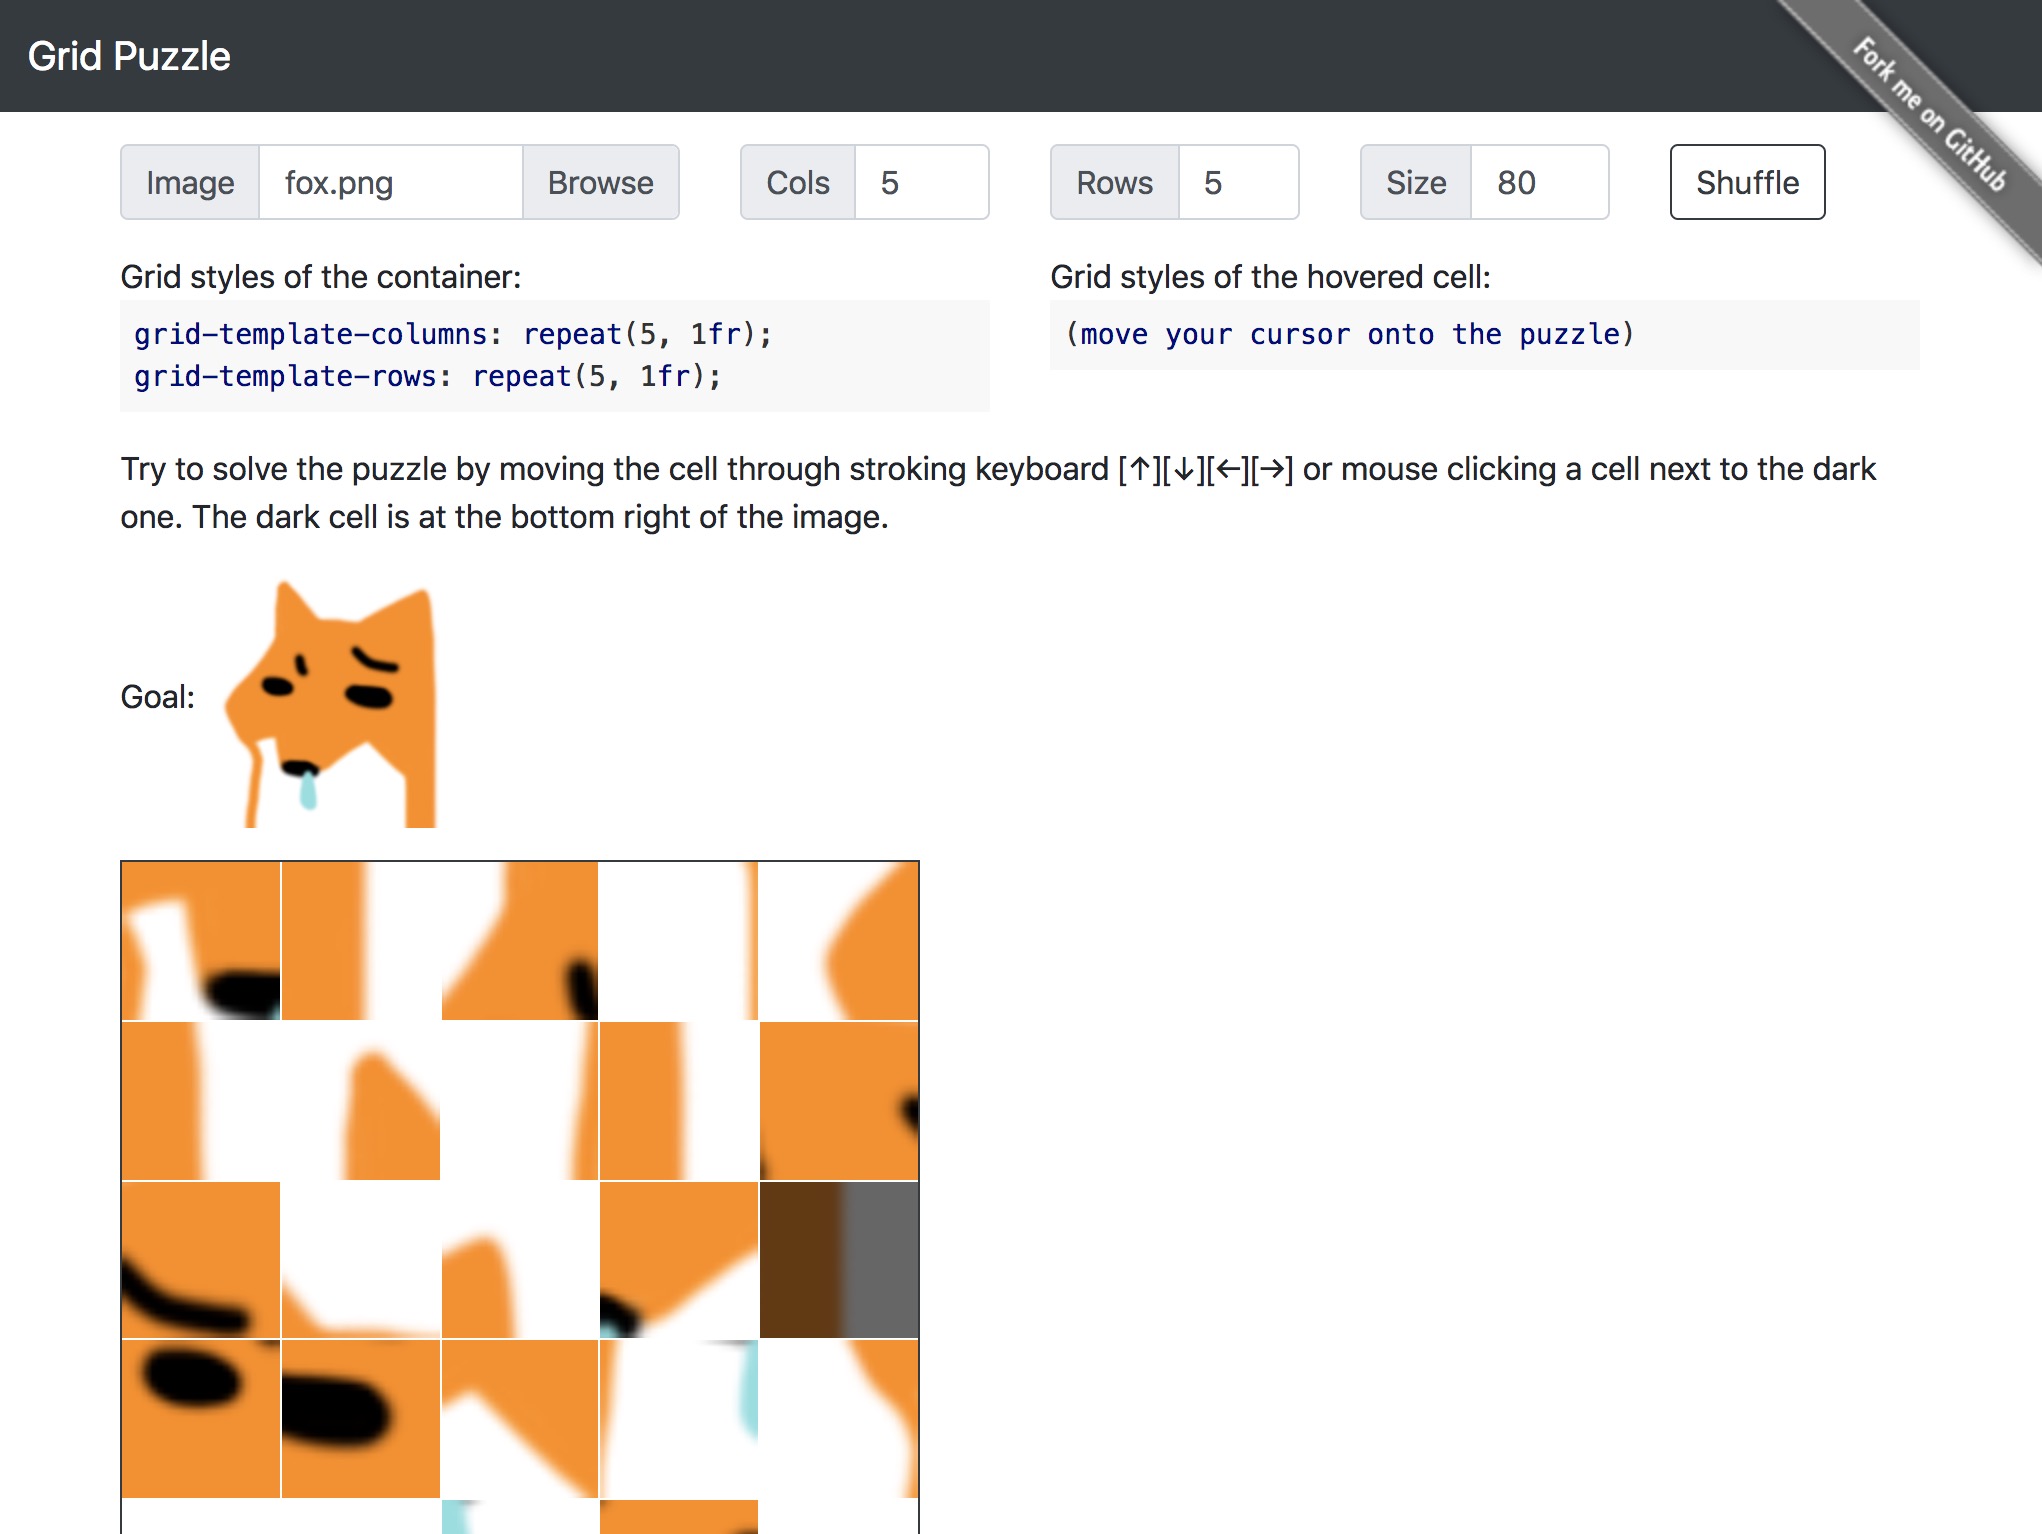 Grid Puzzle
Fork me on GitHub
Image fox.png Browse Cols 5 Rows 5 Size 80 Shuffle
Grid styles of the container:
grid-template-columns: repeat(5, 1fr);
grid-template-rows: repeat(5, 1fr);
Grid styles of the hovered cell:
(move your cursor onto the puzzle)
Try to solve the puzzle by moving the cell through stroking keyboard [↑][↓][←][→] or mouse clicking a cell next to the dark
one. The dark cell is at the bottom right of the image.
Goal: